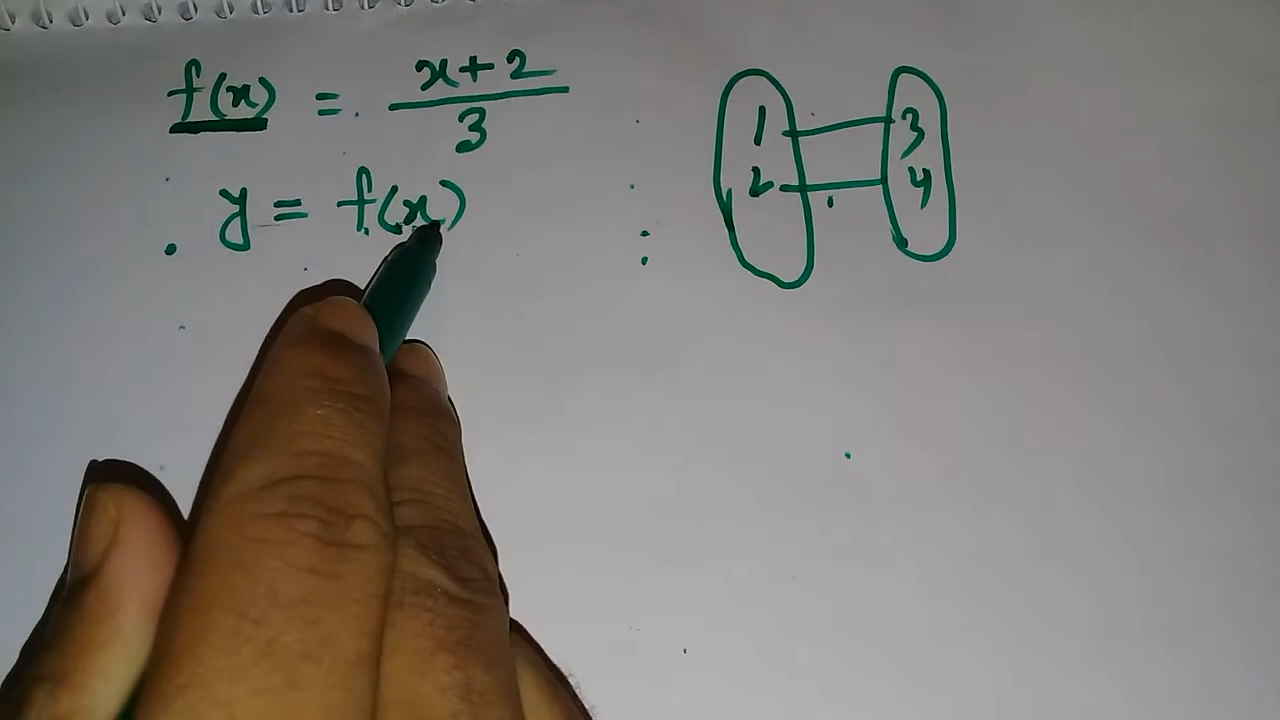 f(x) = x+2/3
y = f(x)
1 3
2 4